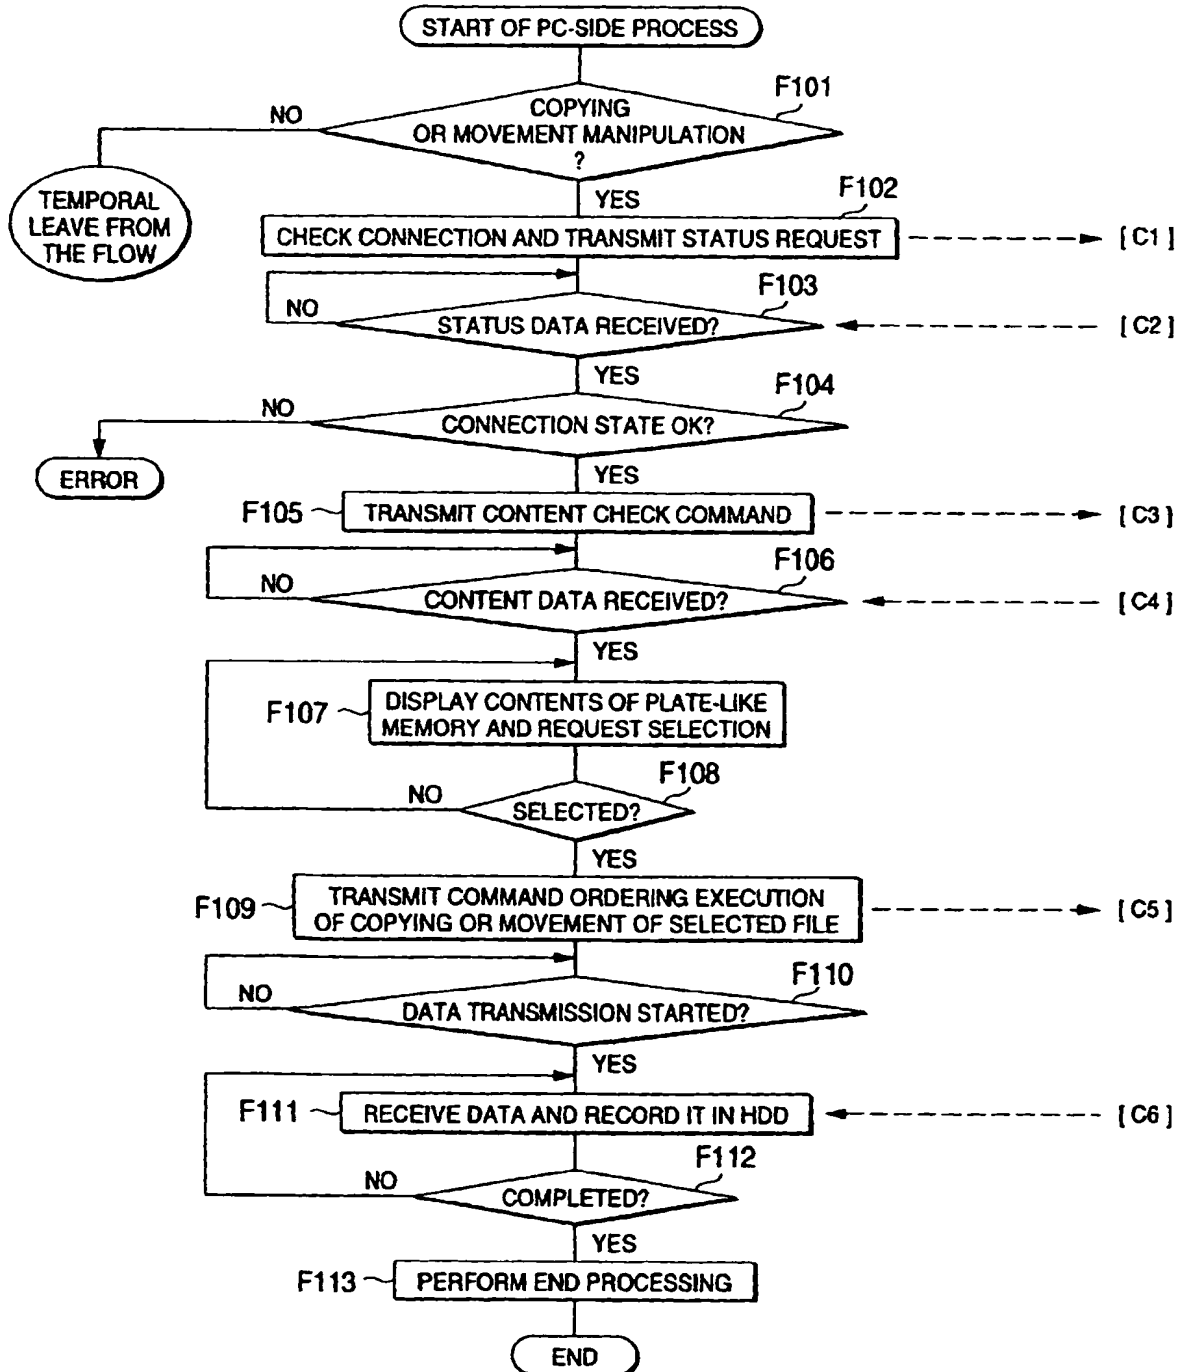 START OF PC-SIDE PROCESS
F101
NO
COPYING
OR MOVEMENT MANIPULATION
?
TEMPORAL
LEAVE FROM
THE FLOW
YES
F102
CHECK CONNECTION AND TRANSMIT STATUS REQUEST
[C1]
F103
NO
STATUS DATA RECEIVED?
[C2]
YES
F104
NO
CONNECTION STATE OK?
ERROR
YES
F105
TRANSMIT CONTENT CHECK COMMAND
[C3]
F106
NO
CONTENT DATA RECEIVED?
[C4]
YES
F107
DISPLAY CONTENTS OF PLATE-LIKE
MEMORY AND REQUEST SELECTION
F108
NO
SELECTED?
YES
F109
TRANSMIT COMMAND ORDERING EXECUTION
OF COPYING OR MOVEMENT OF SELECTED FILE
[C5]
F110
NO
DATA TRANSMISSION STARTED?
YES
F111
RECEIVE DATA AND RECORD IT IN HDD
[C6]
F112
NO
COMPLETED?
YES
F113
PERFORM END PROCESSING
END